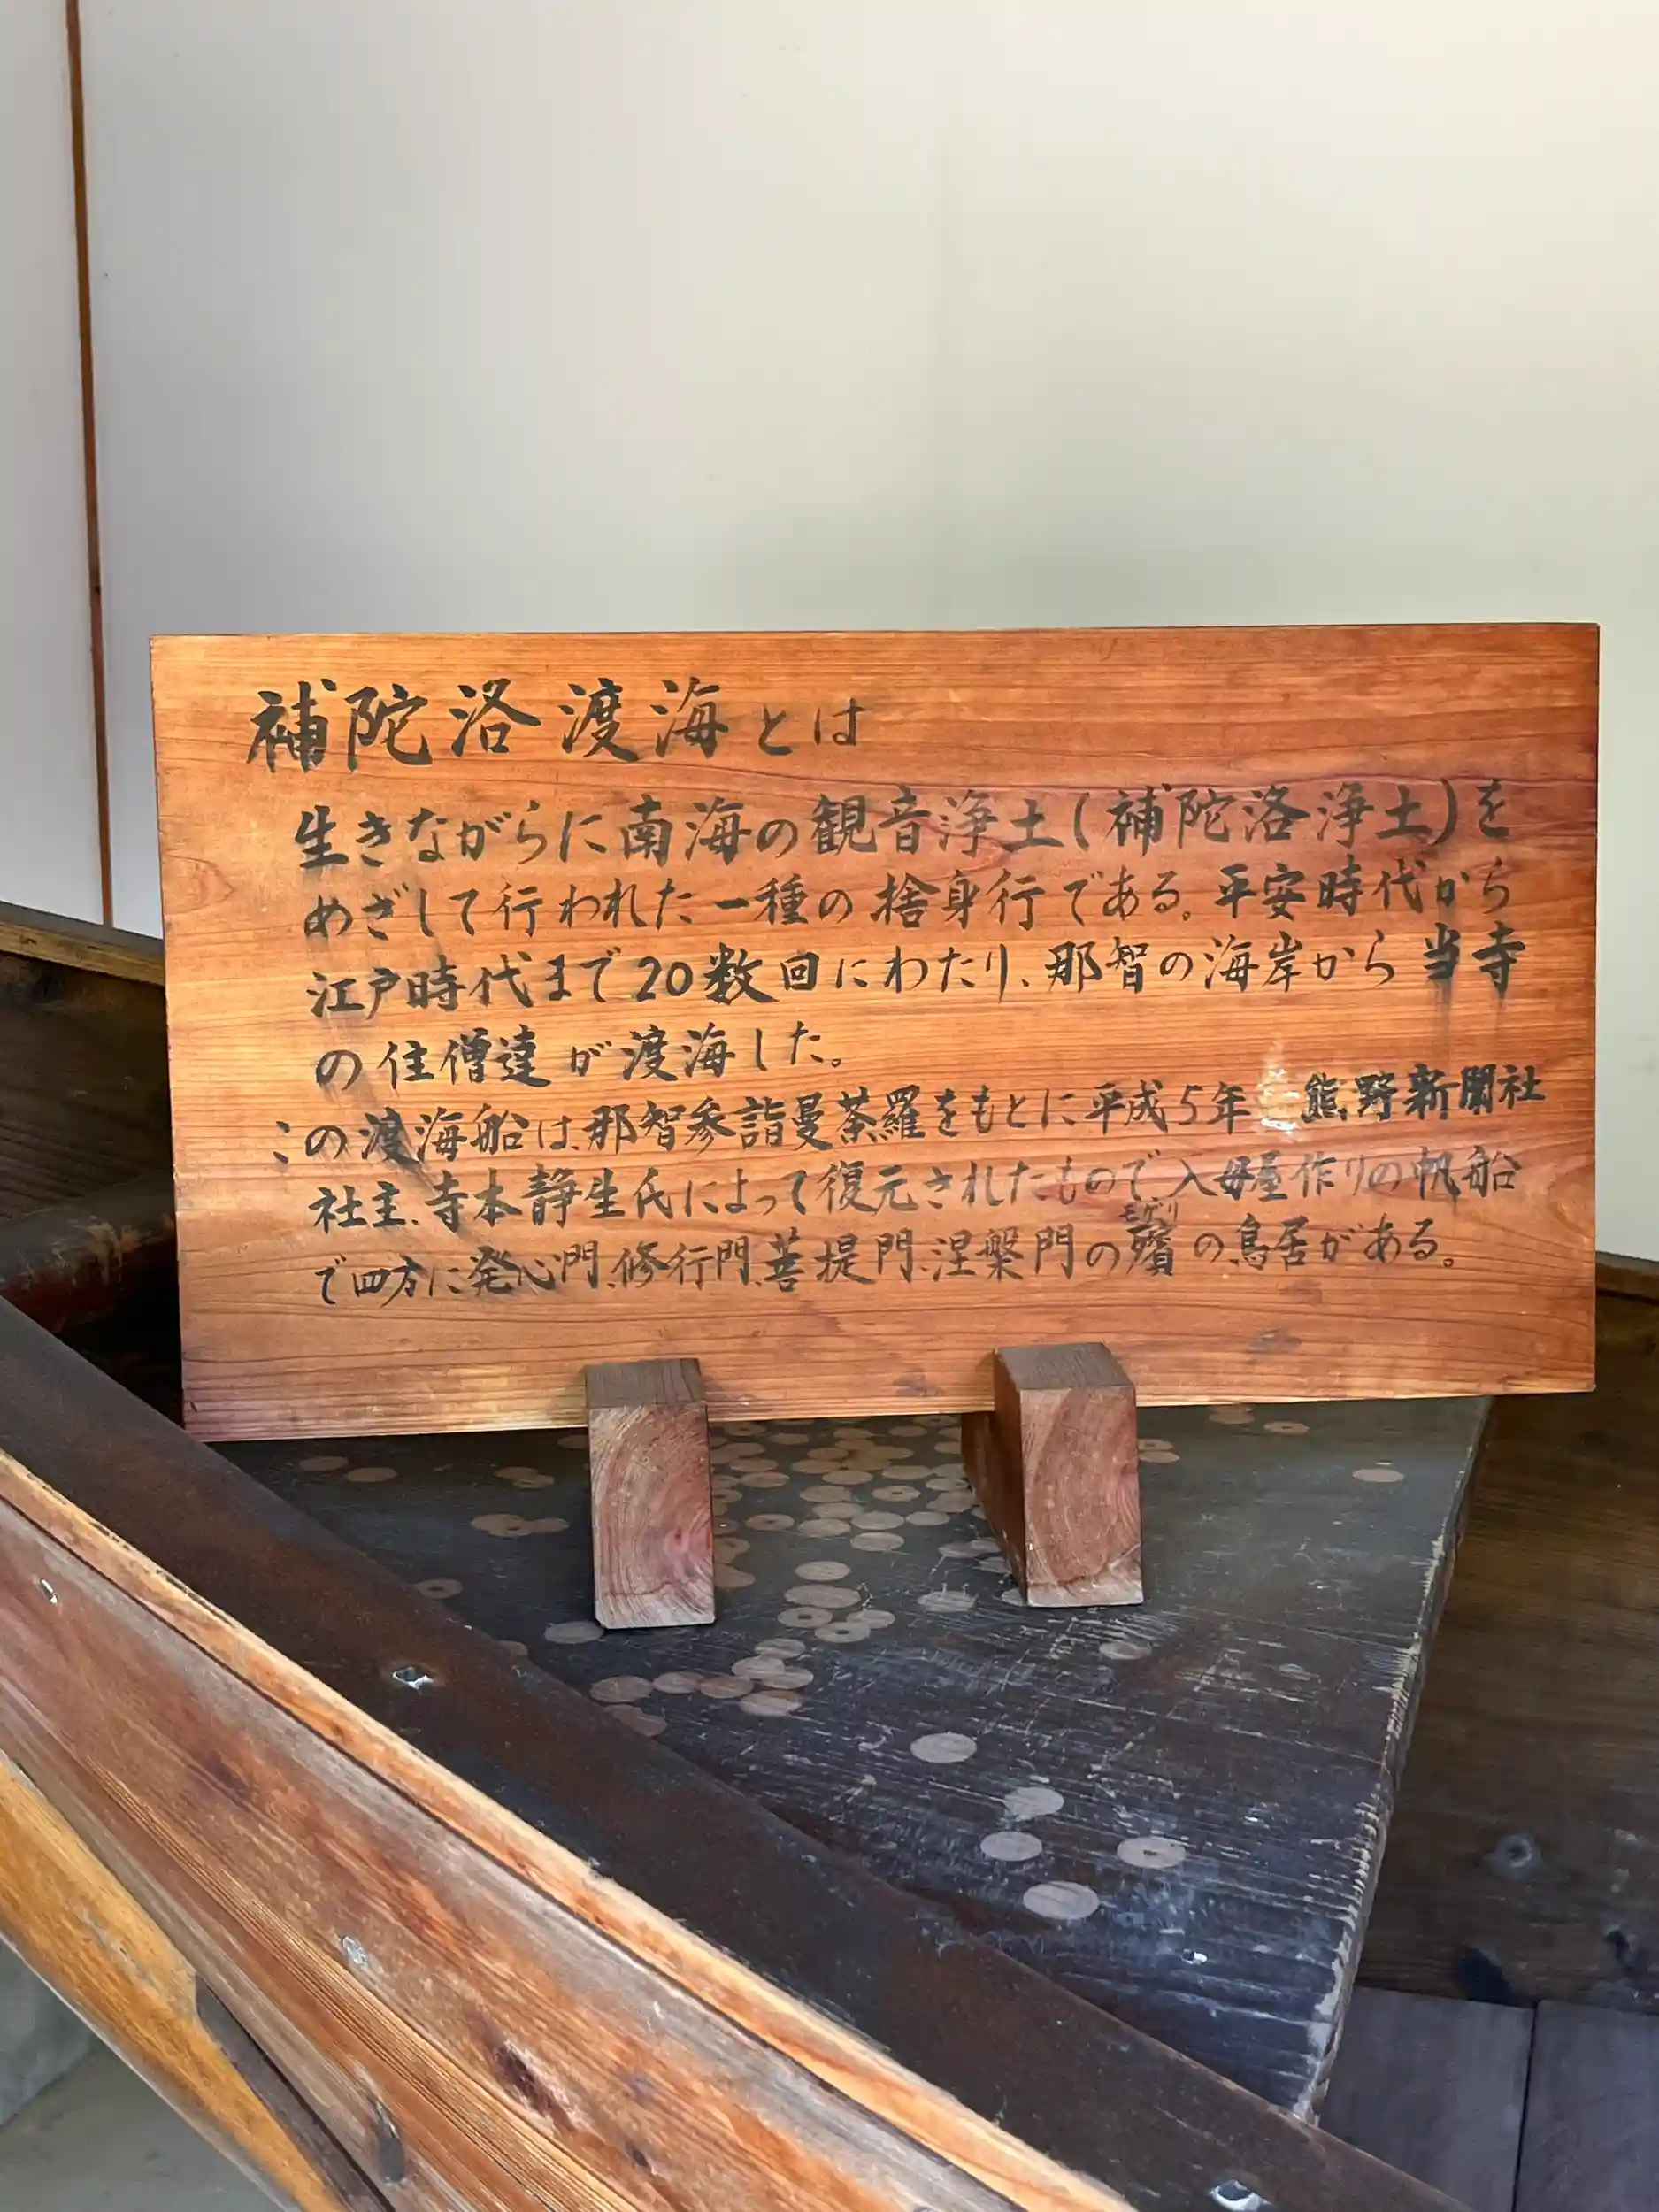 補陀洛渡海とは
生きながらに南海の観音浄土(補陀洛浄土)を
めざして行われた一種の捨身行である。平安時代から
江戸時代まで20数回にわたり、那智の海岸から当寺
の住僧達が渡海した。
この渡海船は、那智参詣曼荼羅をもとに平成5年 熊野新聞社
社主、寺本静生氏によって復元されたもので入母屋作りの帆船
で四方に発心門、修行門、菩提門、涅槃門の殯の鳥居がある。
モガリ